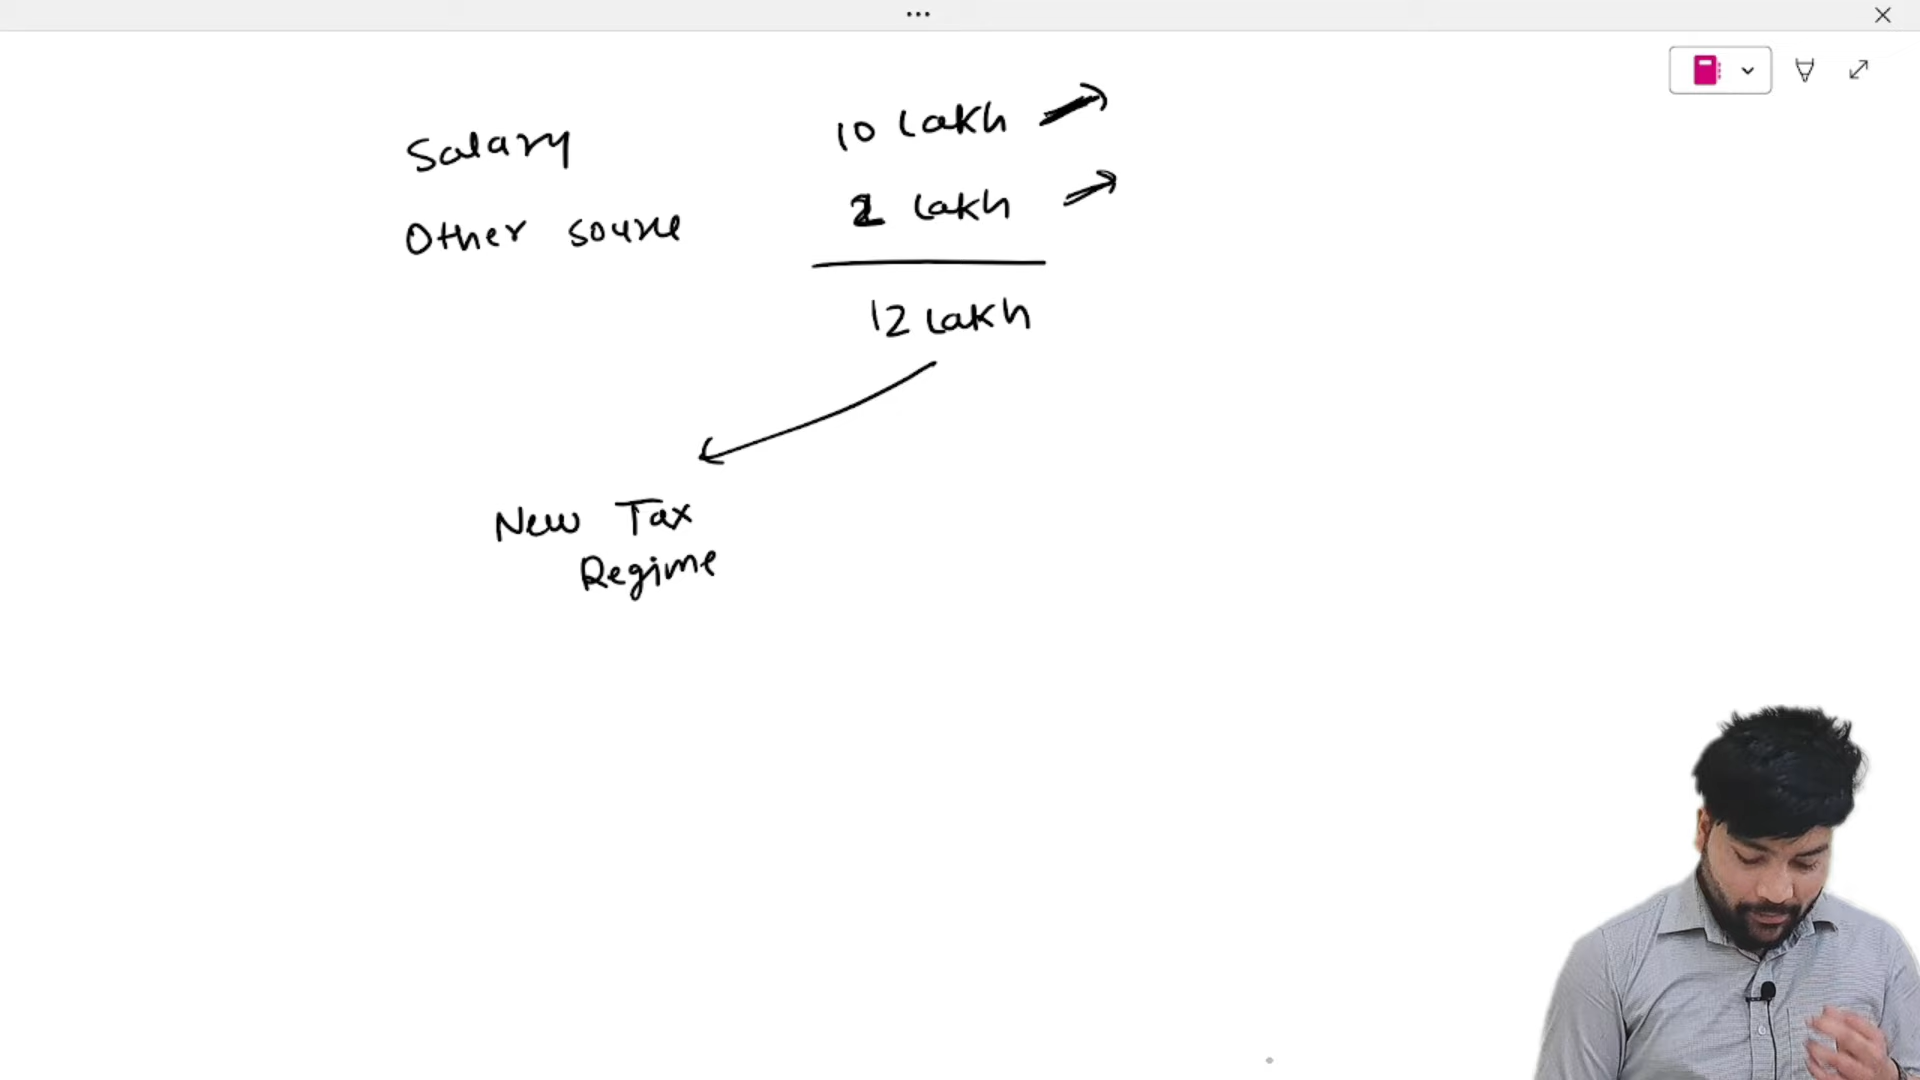 Salary 10 Lakh
Other source 2 Lakh
12 Lakh
New Tax
Regime